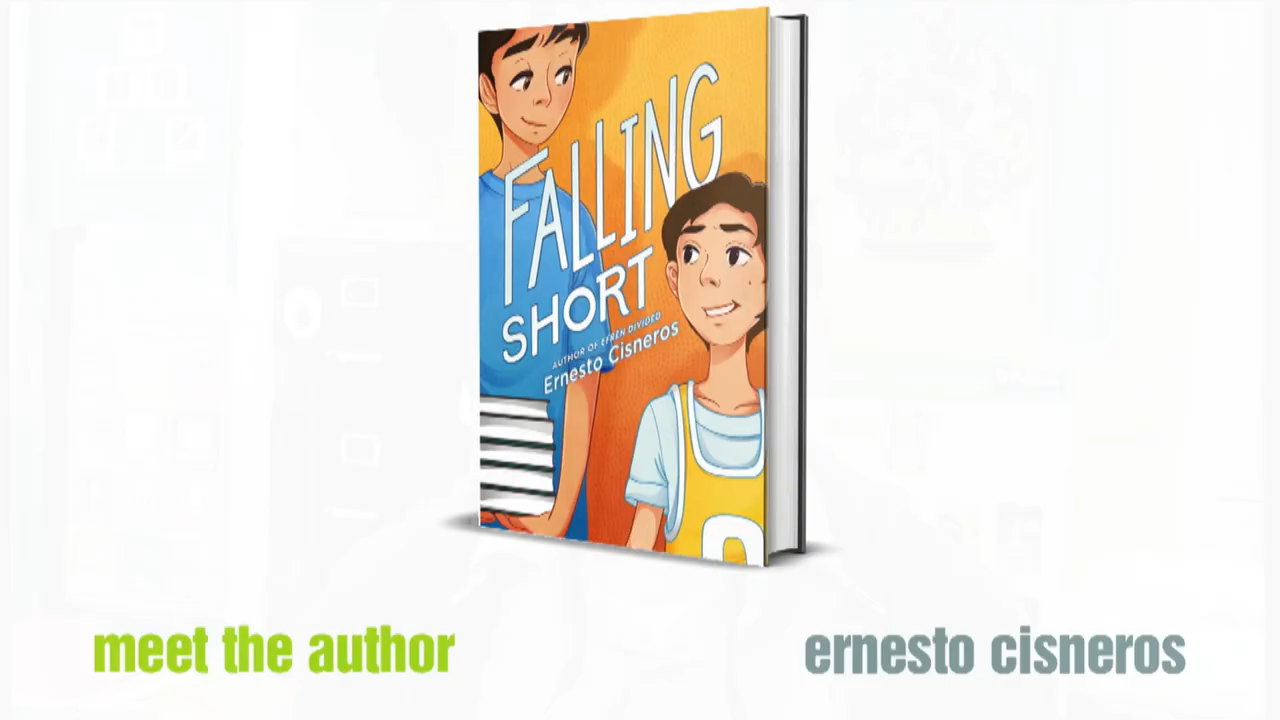 FALLING
SHORT
AUTHOR OF EFRÉN DIVIDED
Ernesto Cisneros
meet the author
ernesto cisneros